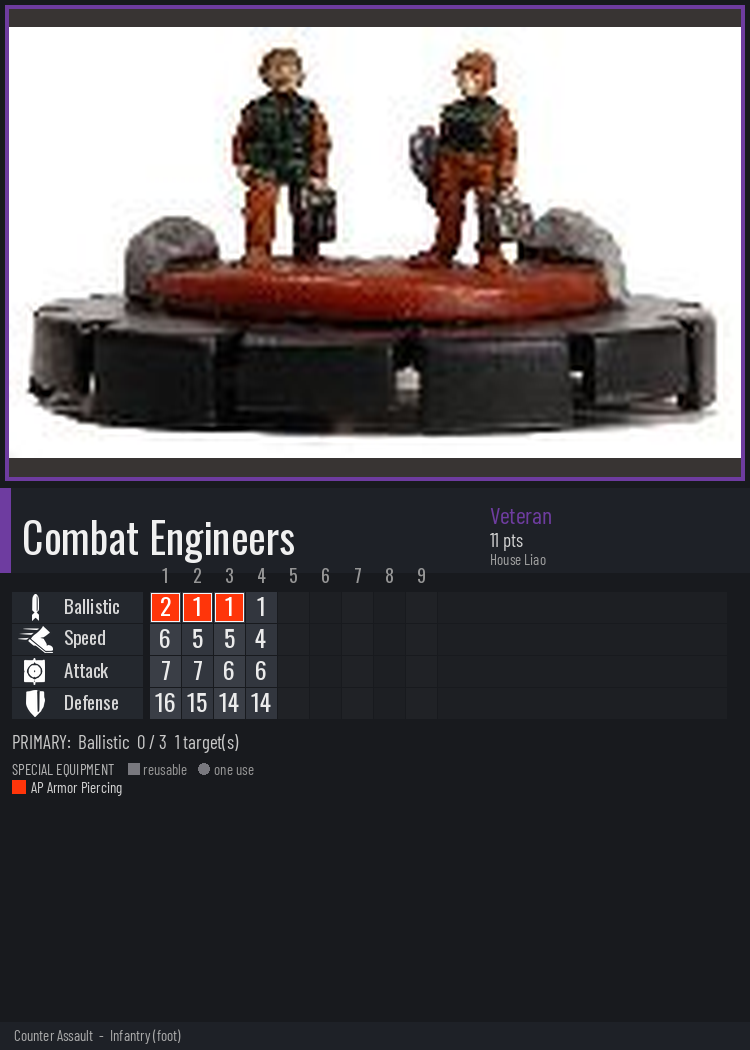 Combat Engineers
Veteran
11 pts
House Liao
1 2 3 4 5 6 7 8 9
Ballistic 2 1 1 1
Speed 6 5 5 4
Attack 7 7 6 6
Defense 16 15 14 14
PRIMARY: Ballistic 0 / 3 1 target(s)
SPECIAL EQUIPMENT reusable one use
AP Armor Piercing
Counter Assault - Infantry (foot)